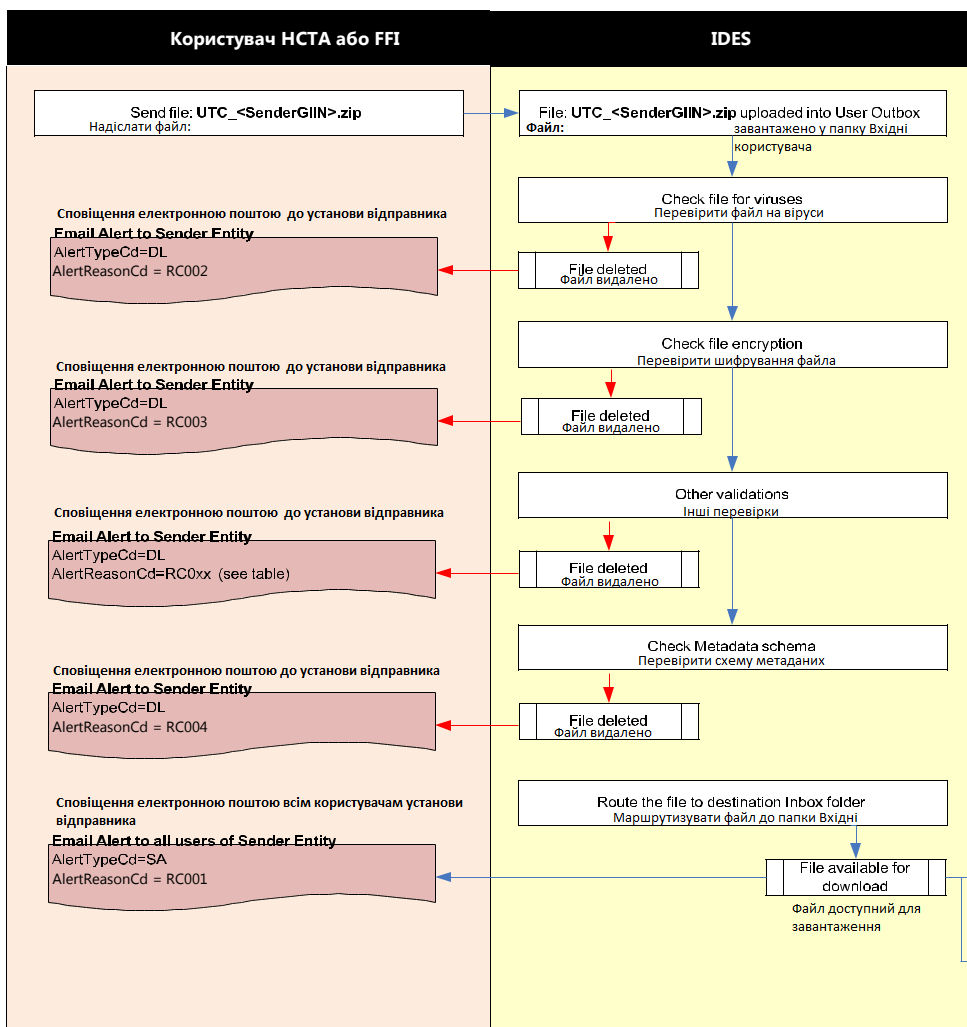 Користувач НСТА або FFI
IDES
Send file: UTC_<SenderGIIN>.zip
Надіслати файл:
File: UTC_<SenderGIIN>.zip uploaded into User Outbox
Файл: завантажено у папку Вхідні
користувача
Check file for viruses
Перевірити файл на віруси
Сповіщення електронною поштою до установи відправника
Email Alert to Sender Entity
AlertTypeCd=DL
AlertReasonCd = RC002
File deleted
Файл видалено
Check file encryption
Перевірити шифрування файла
Сповіщення електронною поштою до установи відправника
Email Alert to Sender Entity
AlertTypeCd=DL
AlertReasonCd = RC003
File deleted
Файл видалено
Other validations
Інші перевірки
Сповіщення електронною поштою до установи відправника
Email Alert to Sender Entity
AlertTypeCd=DL
AlertReasonCd=RC0xx (see table)
File deleted
Файл видалено
Check Metadata schema
Перевірити схему метаданих
Сповіщення електронною поштою до установи відправника
Email Alert to Sender Entity
AlertTypeCd=DL
AlertReasonCd = RC004
File deleted
Файл видалено
Route the file to destination Inbox folder
Маршрутизувати файл до папки Вхідні
Сповіщення електронною поштою всім користувачам установи
відправника
Email Alert to all users of Sender Entity
AlertTypeCd=SA
AlertReasonCd = RC001
File available for
download
Файл доступний для
завантаження